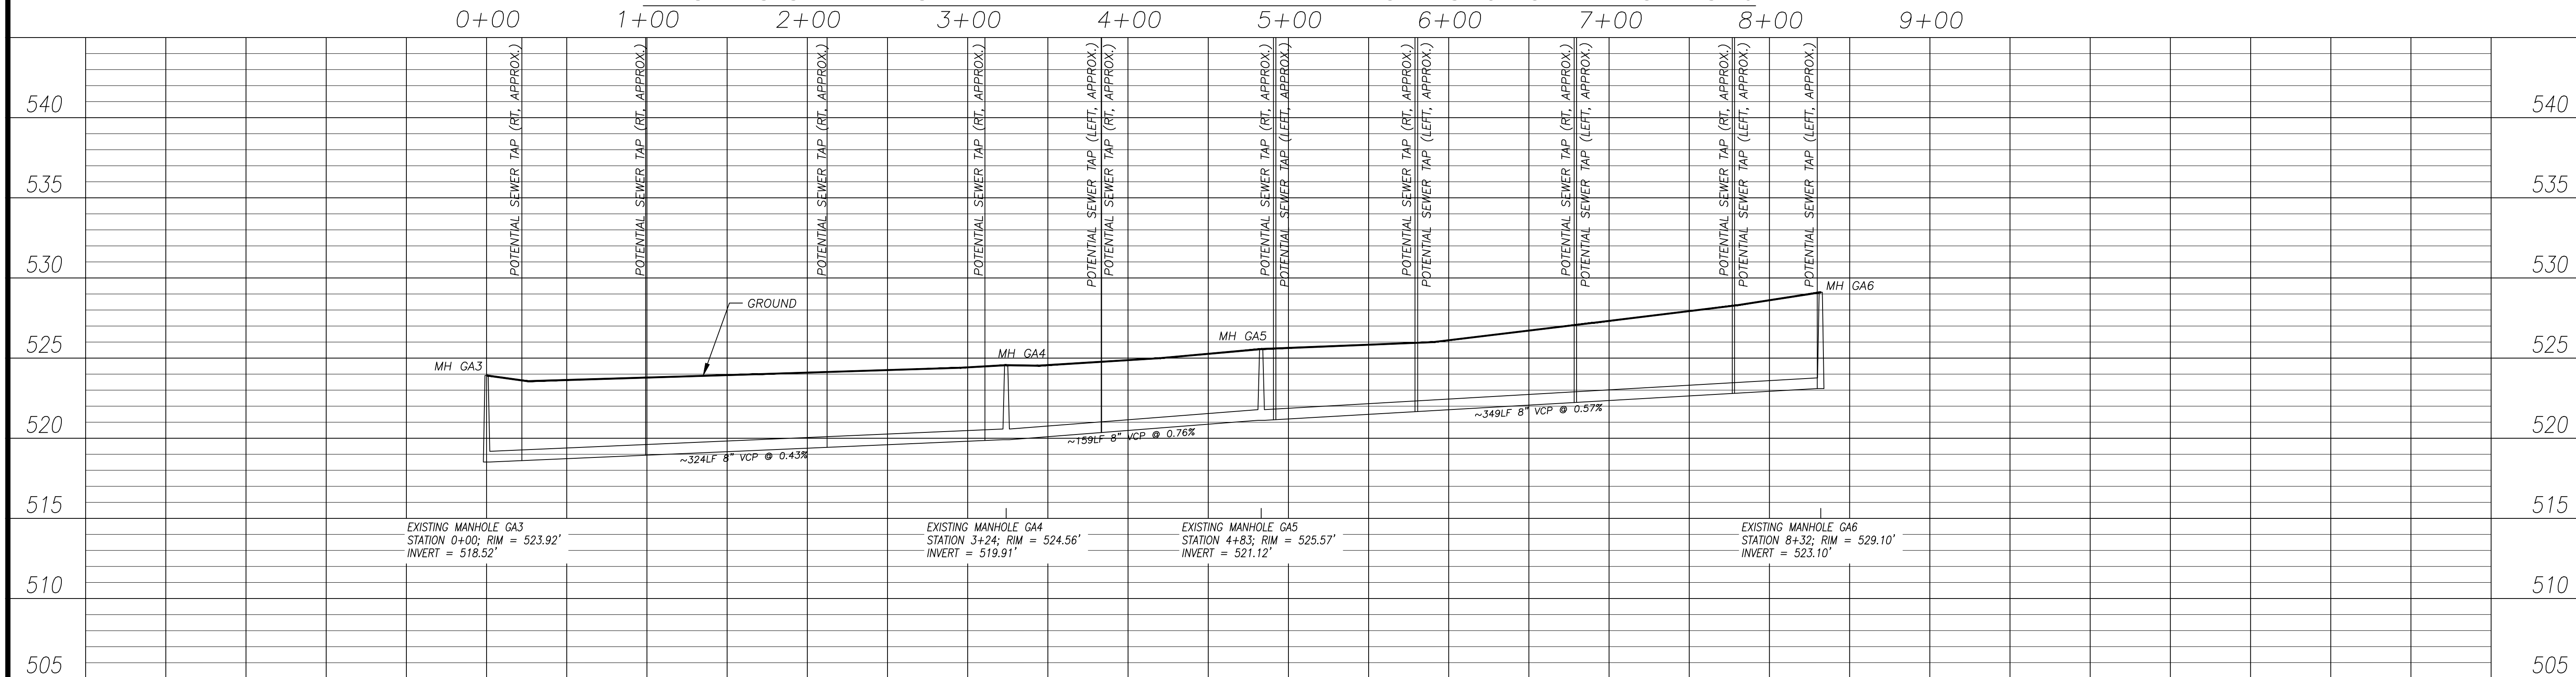 0+00 1+00 2+00 3+00 4+00 5+00 6+00 7+00 8+00 9+00
POTENTIAL SEWER TAP (RT, APPROX.)
POTENTIAL SEWER TAP (RT, APPROX.)
POTENTIAL SEWER TAP (RT, APPROX.)
POTENTIAL SEWER TAP (RT, APPROX.)
POTENTIAL SEWER TAP (LEFT, APPROX.)
POTENTIAL SEWER TAP (RT, APPROX.)
POTENTIAL SEWER TAP (RT, APPROX.)
POTENTIAL SEWER TAP (LEFT, APPROX.)
POTENTIAL SEWER TAP (RT, APPROX.)
POTENTIAL SEWER TAP (LEFT, APPROX.)
POTENTIAL SEWER TAP (RT, APPROX.)
POTENTIAL SEWER TAP (LEFT, APPROX.)
POTENTIAL SEWER TAP (RT, APPROX.)
POTENTIAL SEWER TAP (LEFT, APPROX.)
POTENTIAL SEWER TAP (LEFT, APPROX.)
540 540
535 535
530 530
525 525
520 520
515 515
510 510
505 505
GROUND
MH GA3
MH GA4
MH GA5
MH GA6
~324LF 8" VCP @ 0.43%
~159LF 8" VCP @ 0.76%
~349LF 8" VCP @ 0.57%
EXISTING MANHOLE GA3
STATION 0+00; RIM = 523.92'
INVERT = 518.52'
EXISTING MANHOLE GA4
STATION 3+24; RIM = 524.56'
INVERT = 519.91'
EXISTING MANHOLE GA5
STATION 4+83; RIM = 525.57'
INVERT = 521.12'
EXISTING MANHOLE GA6
STATION 8+32; RIM = 529.10'
INVERT = 523.10'